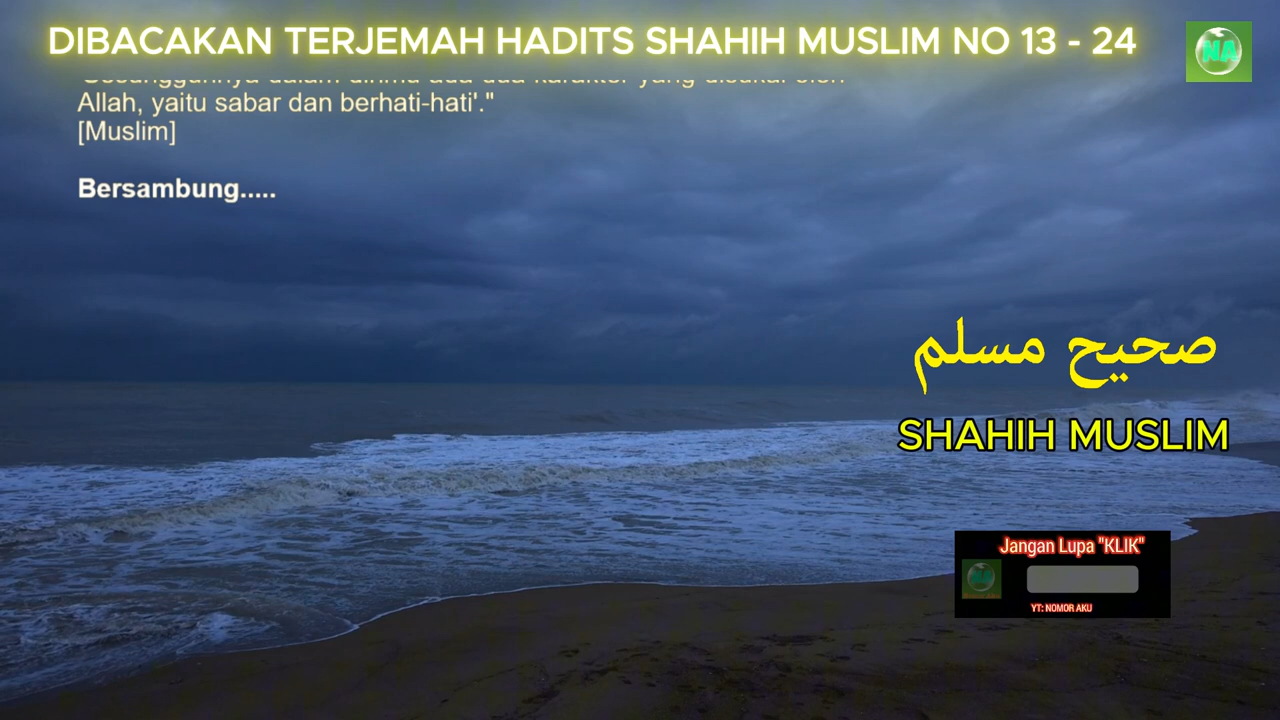 DIBACAKAN TERJEMAH HADITS SHAHIH MUSLIM NO 13 - 24
NA
Allah, yaitu sabar dan berhati-hati'."
[Muslim]
Bersambung.....
صحيح مسلم
SHAHIH MUSLIM
Jangan Lupa "KLIK"
YT: NOMOR AKU